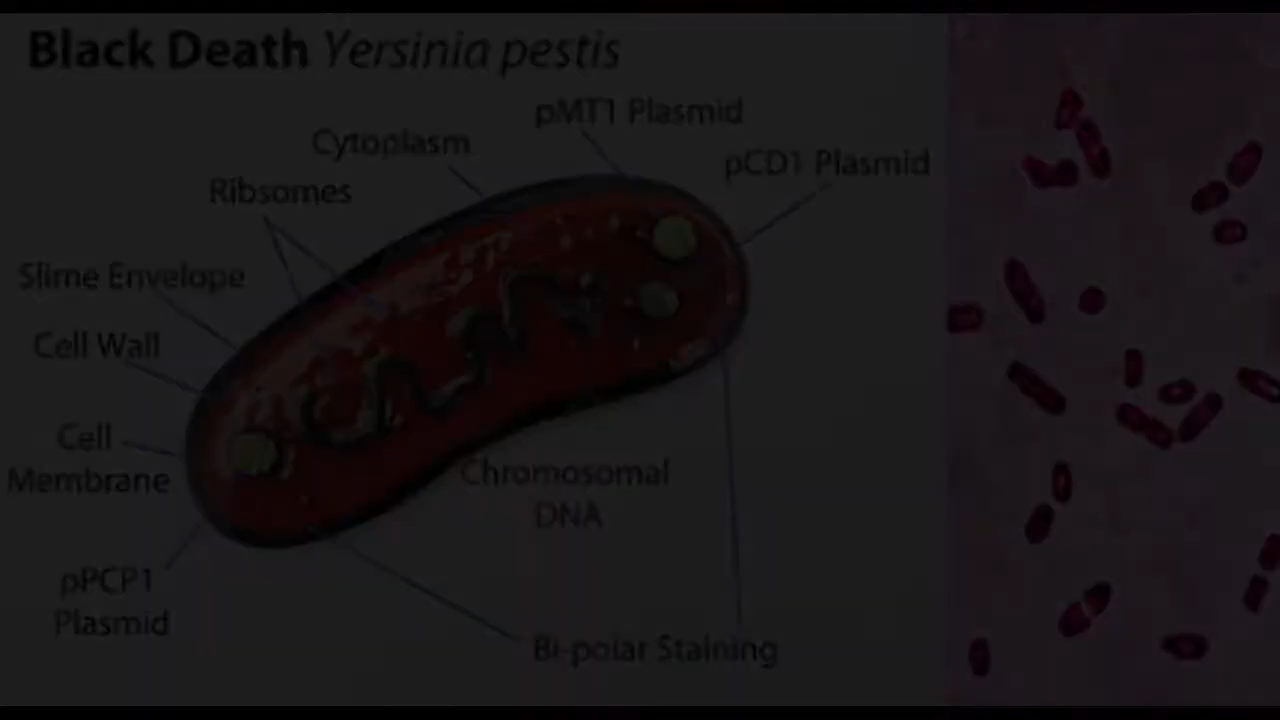 Black Death Yersinia pestis
pMT1 Plasmid
Cytoplasm
pCD1 Plasmid
Ribsomes
Slime Envelope
Cell Wall
Cell
Membrane
Chromosomal
DNA
pPCP1
Plasmid
Bi-polar Staining